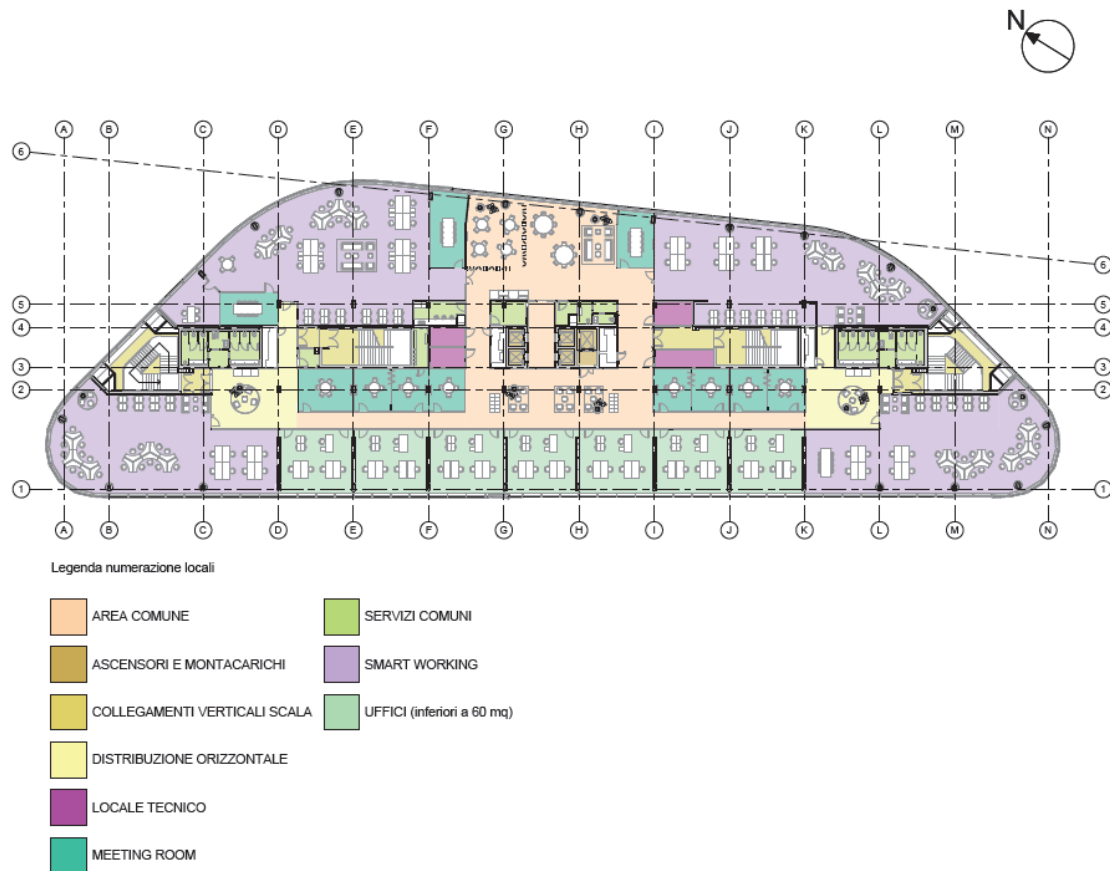 N
A B C D E F G H I J K L M N
6
6
5 5
4 4
3 3
2 2
1 1
A B C D E F G H I J K L M N
Legenda numerazione locali
AREA COMUNE
ASCENSORI E MONTACARICHI
COLLEGAMENTI VERTICALI SCALA
DISTRIBUZIONE ORIZZONTALE
LOCALE TECNICO
MEETING ROOM
SERVIZI COMUNI
SMART WORKING
UFFICI (inferiori a 60 mq)